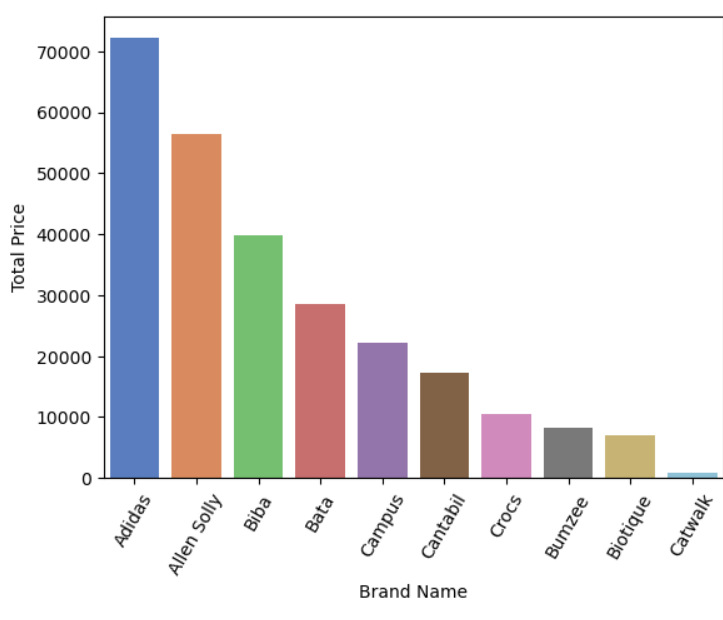 70000
60000
50000
40000
30000
20000
10000
0
Total Price
Adidas
Allen Solly
Biba
Bata
Campus
Cantabil
Crocs
Bumzee
Biotique
Catwalk
Brand Name